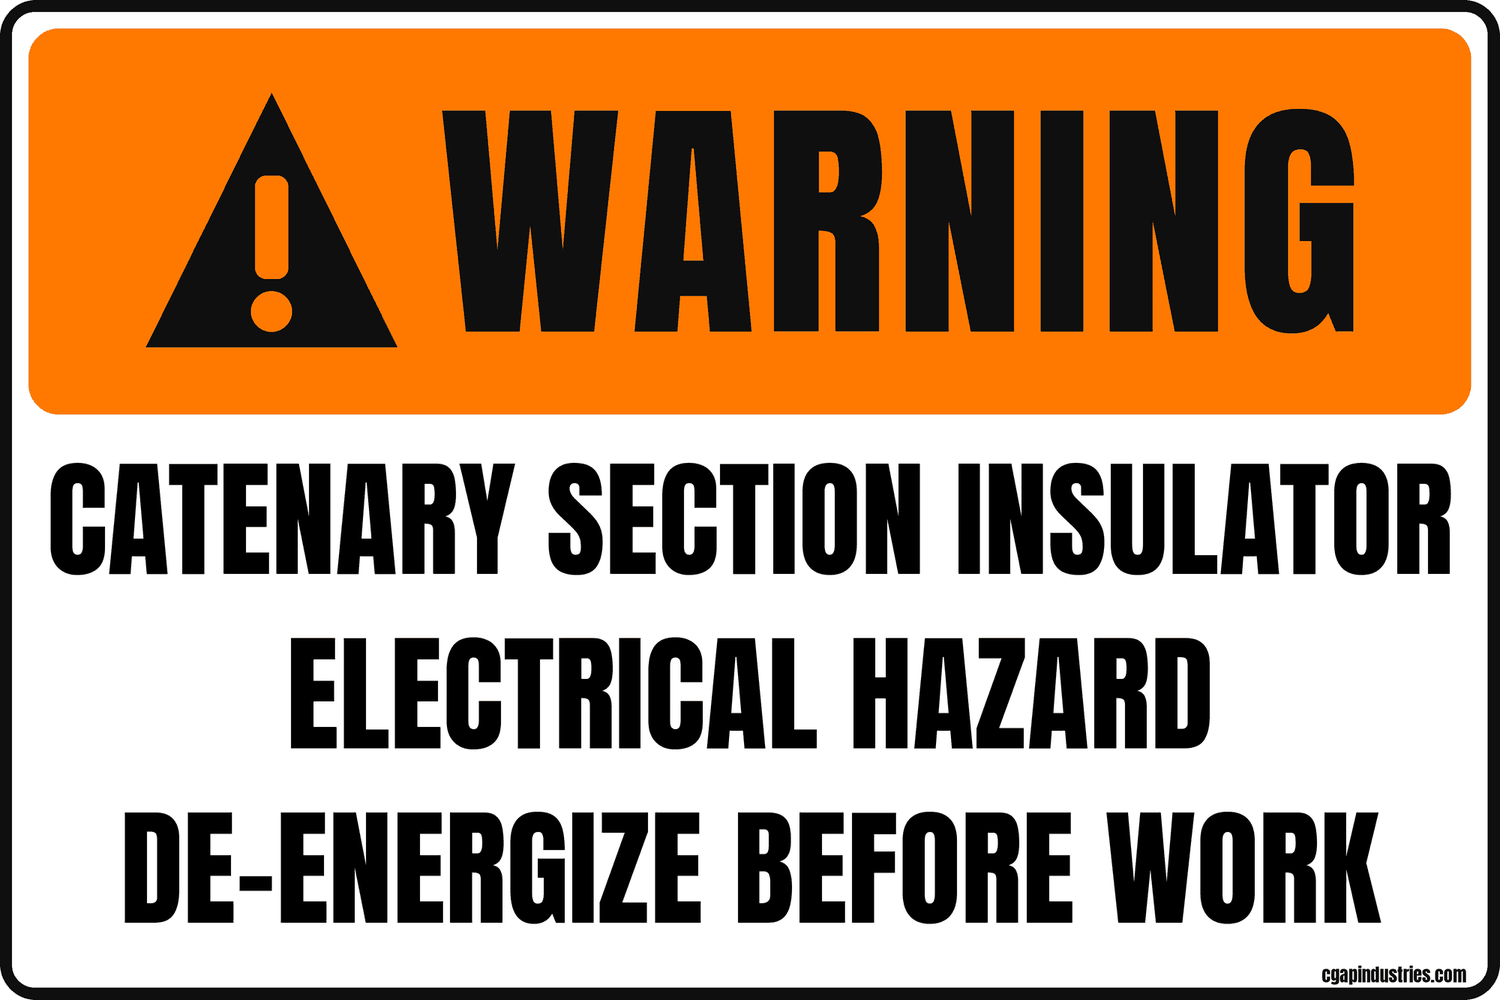 WARNING
CATENARY SECTION INSULATOR
ELECTRICAL HAZARD
DE-ENERGIZE BEFORE WORK
cgapindustries.com